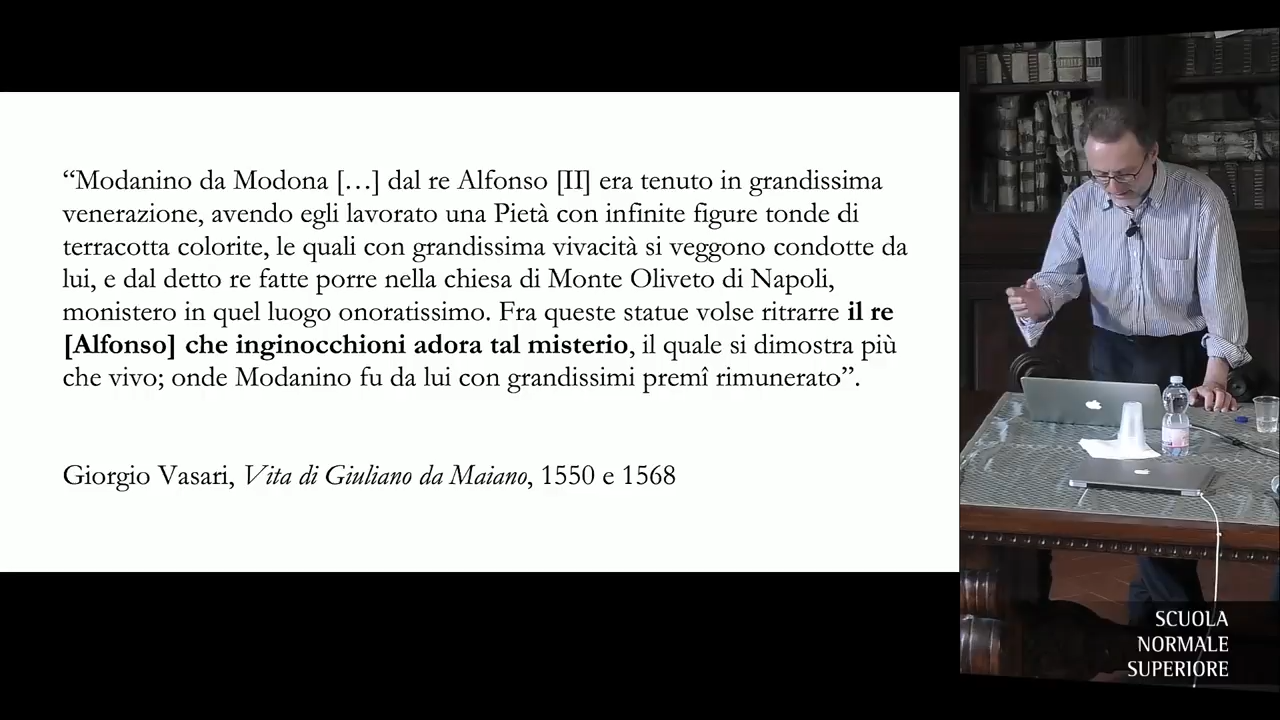 “Modanino da Modona […] dal re Alfonso [II] era tenuto in grandissima
venerazione, avendo egli lavorato una Pietà con infinite figure tonde di
terracotta colorite, le quali con grandissima vivacità si veggono condotte da
lui, e dal detto re fatte porre nella chiesa di Monte Oliveto di Napoli,
monistero in quel luogo onoratissimo. Fra queste statue volse ritrarre il re
[Alfonso] che inginocchioni adora tal misterio, il quale si dimostra più
che vivo; onde Modanino fu da lui con grandissimi premî rimunerato”.
Giorgio Vasari, Vita di Giuliano da Maiano, 1550 e 1568
SCUOLA
NORMALE
SUPERIORE